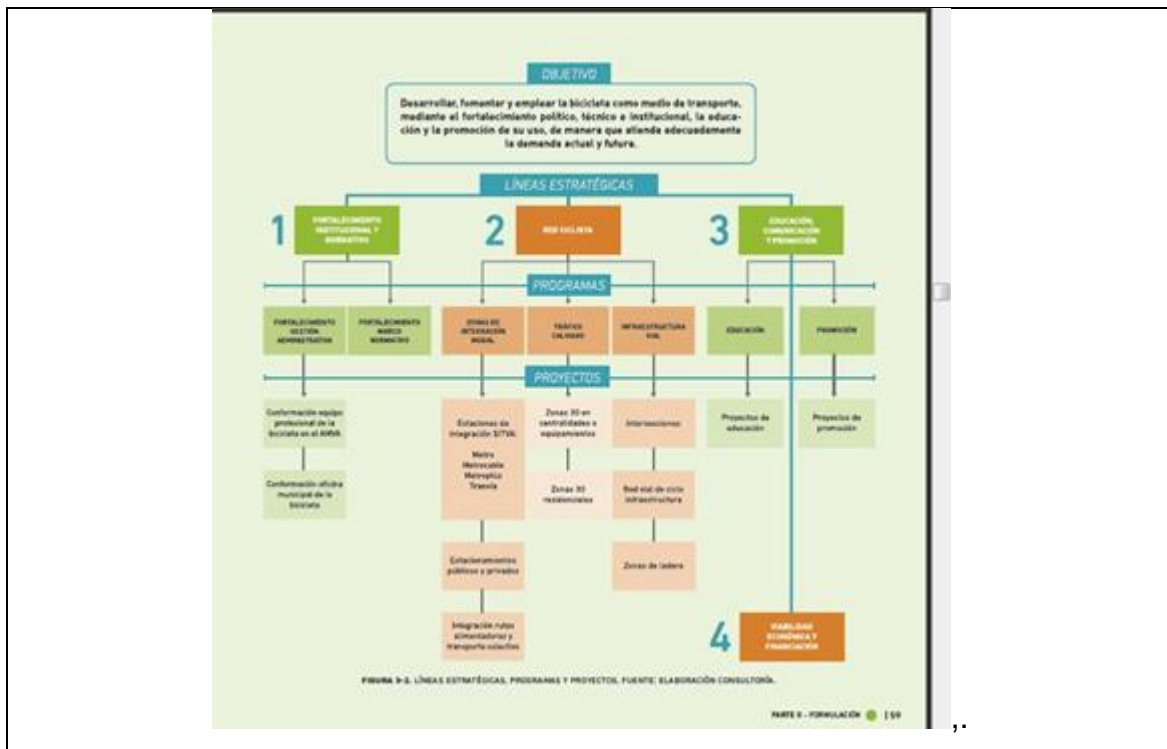 OBJETIVO
Desarrollar, fomentar y emplear la bicicleta como medio de transporte,
mediante el fortalecimiento político, técnico e institucional, la educa-
ción y la promoción de su uso, de manera que atienda adecuadamente
la demanda actual y futura.
LÍNEAS ESTRATÉGICAS
1
FORTALECIMIENTO
INSTITUCIONAL Y
NORMATIVO
2
RED CICLISTA
3
EDUCACIÓN,
COMUNICACIÓN
Y PROMOCIÓN
PROGRAMAS
FORTALECIMIENTO
GESTIÓN
ADMINISTRATIVA
FORTALECIMIENTO
MARCO
NORMATIVO
ZONAS DE
INTEGRACIÓN
MODAL
TRÁFICO
CALMADO
INFRAESTRUCTURA
VIAL
EDUCACIÓN
PROMOCIÓN
PROYECTOS
Conformación equipo
profesional de la
bicicleta en el AMVA
Conformación oficina
municipal de la
bicicleta
Estaciones de
integración SITVA
Metro
Metrocable
Metroplús
Tranvía
Estacionamientos
públicos y privados
Integración rutas
alimentadoras y
transporte colectivo
Zonas 30 en
centralidades o
equipamientos
Zonas 30
residenciales
Intersecciones
Red vial de ciclo
infraestructura
Zonas de ladera
Proyectos de
educación
Proyectos de
promoción
4
VIABILIDAD
ECONÓMICA Y
FINANCIACIÓN
FIGURA 5-2. LÍNEAS ESTRATÉGICAS, PROGRAMAS Y PROYECTOS. FUENTE: ELABORACIÓN CONSULTORÍA.
PARTE II - FORMULACIÓN | 59
,.